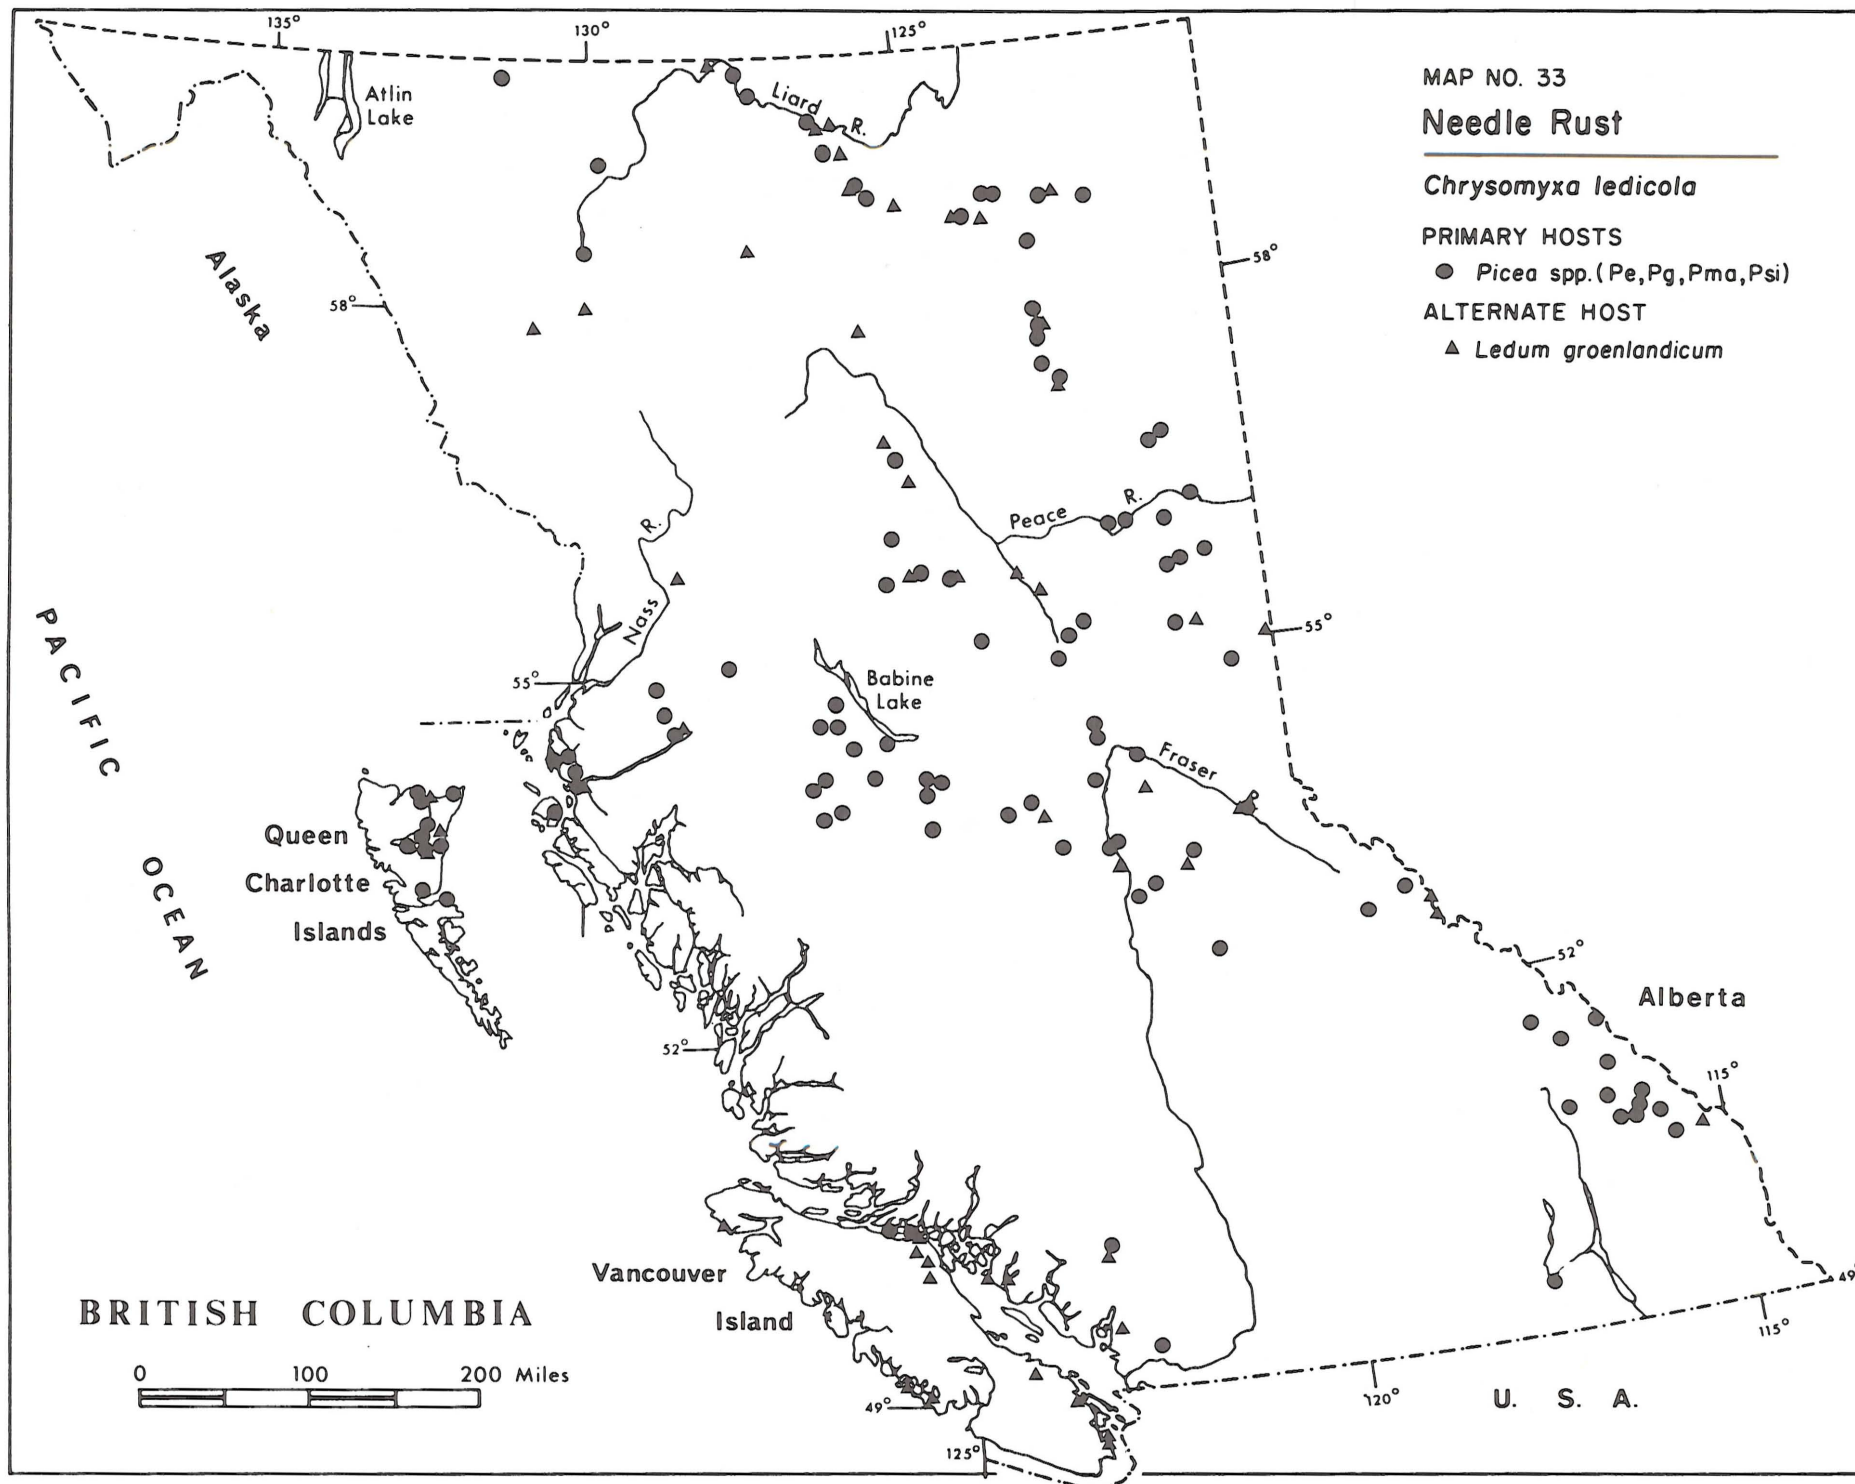 135°
130°
125°
MAP NO. 33
Needle Rust
Chrysomyxa ledicola
PRIMARY HOSTS
Picea spp. (Pe, Pg, Pma, Psi)
ALTERNATE HOST
Ledum groenlandicum
Atlin
Lake
Liard R.
Alaska
58°
58°
Peace R.
Nass R.
55°
55°
Babine
Lake
PACIFIC OCEAN
Fraser
Queen
Charlotte
Islands
52°
52°
Alberta
115°
Vancouver
Island
BRITISH COLUMBIA
0 100 200 Miles
49°
49°
125°
120°
115°
U. S. A.